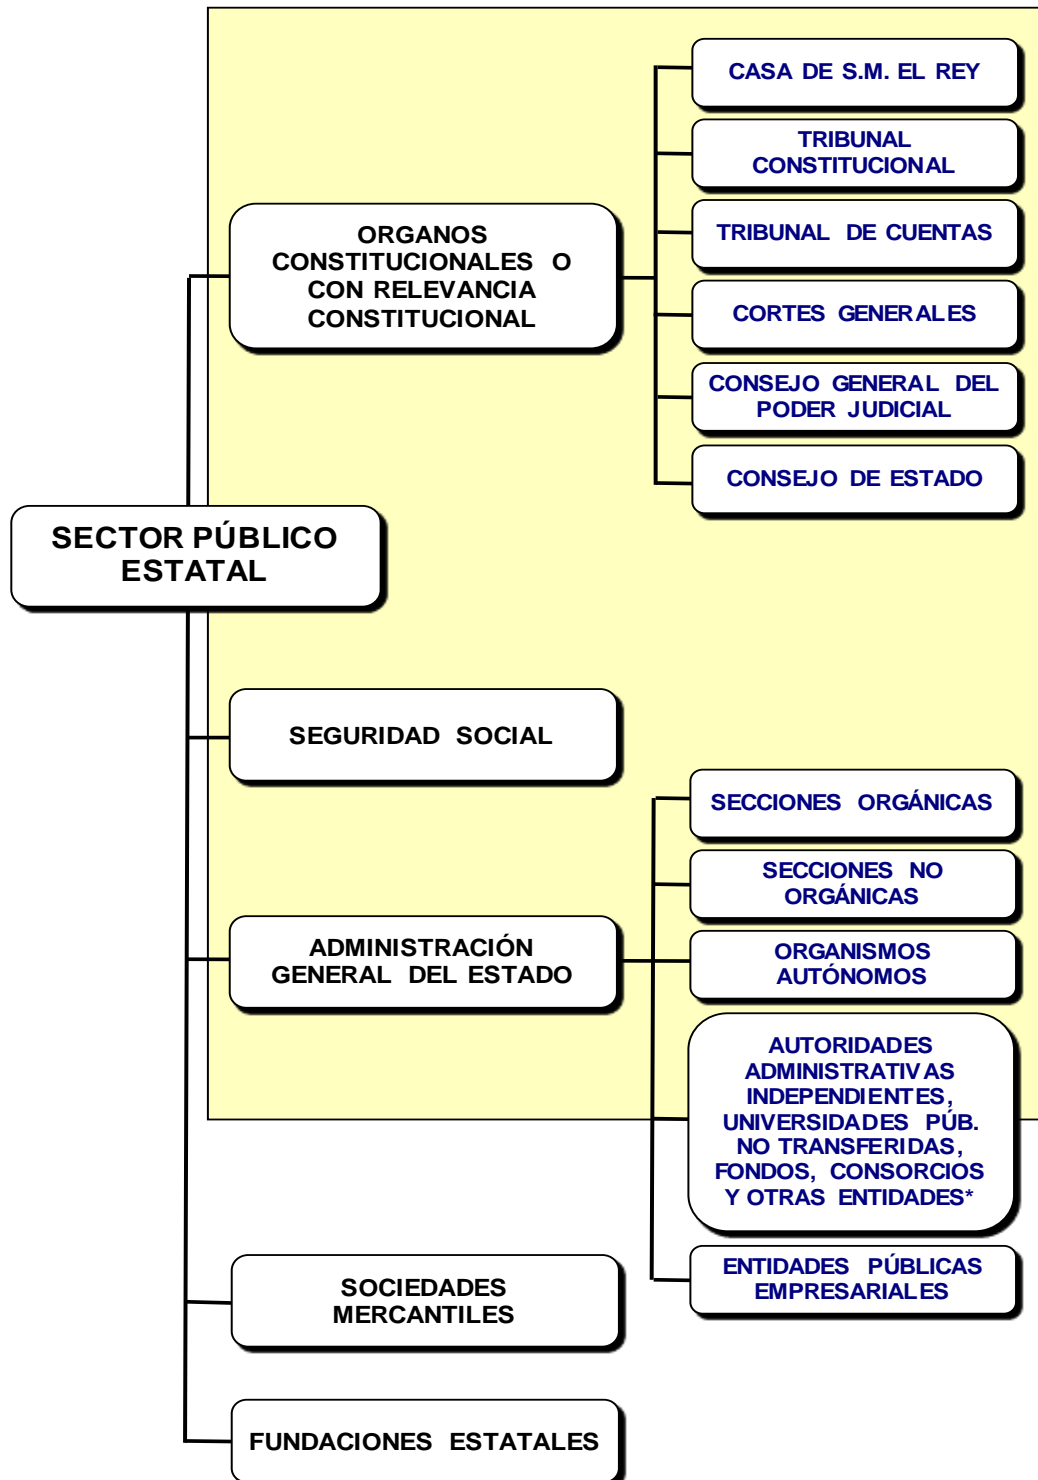 CASA DE S.M. EL REY
TRIBUNAL
CONSTITUCIONAL
ORGANOS
CONSTITUCIONALES O
CON RELEVANCIA
CONSTITUCIONAL
TRIBUNAL DE CUENTAS
CORTES GENERALES
CONSEJO GENERAL DEL
PODER JUDICIAL
CONSEJO DE ESTADO
SECTOR PÚBLICO
ESTATAL
SEGURIDAD SOCIAL
SECCIONES ORGÁNICAS
SECCIONES NO
ORGÁNICAS
ADMINISTRACIÓN
GENERAL DEL ESTADO
ORGANISMOS
AUTÓNOMOS
AUTORIDADES
ADMINISTRATIVAS
INDEPENDIENTES,
UNIVERSIDADES PÚB.
NO TRANSFERIDAS,
FONDOS, CONSORCIOS
Y OTRAS ENTIDADES*
ENTIDADES PÚBLICAS
EMPRESARIALES
SOCIEDADES
MERCANTILES
FUNDACIONES ESTATALES